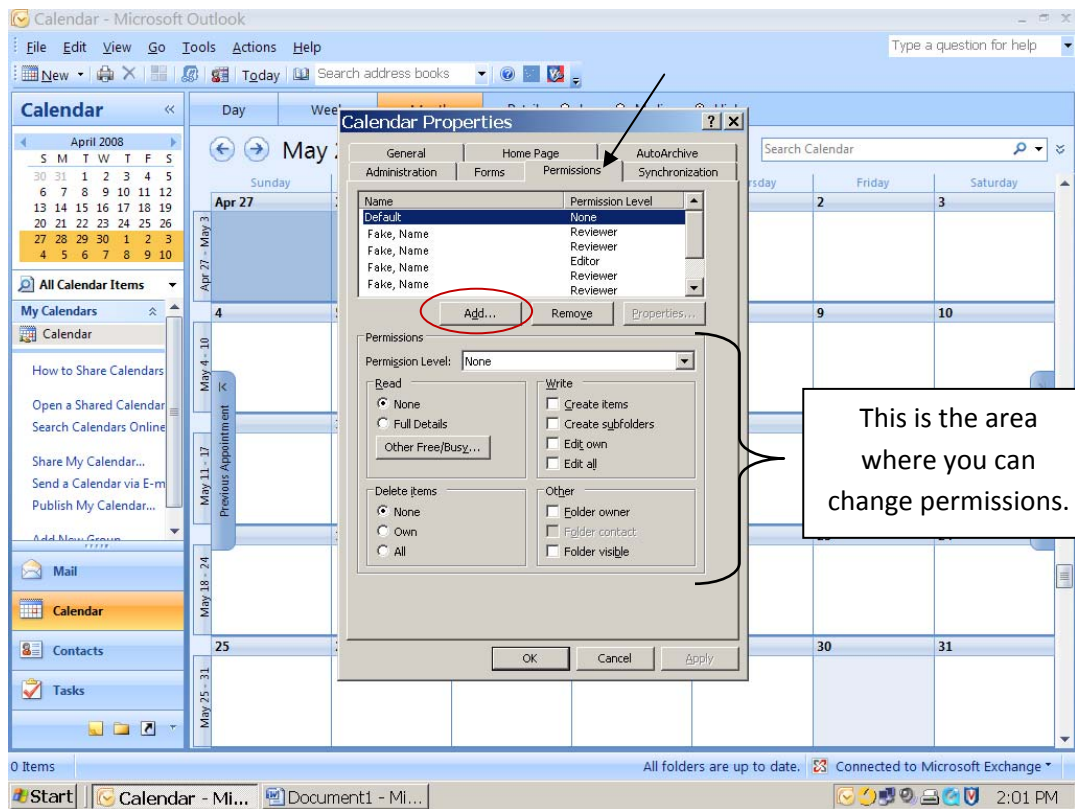 Calendar - Microsoft Outlook
File Edit View Go Tools Actions Help
Type a question for help
New Today Search address books
Calendar «
Day Month
April 2008
S M T W T F S
30 31 1 2 3 4 5
6 7 8 9 10 11 12
13 14 15 16 17 18 19
20 21 22 23 24 25 26
27 28 29 30 1 2 3
4 5 6 7 8 9 10
All Calendar Items
My Calendars
Calendar
How to Share Calendars
Open a Shared Calendar
Search Calendars Online
Share My Calendar...
Send a Calendar via E-m
Publish My Calendar...
Mail
Calendar
Contacts
Tasks
May
Search Calendar
Sunday Friday Saturday
Apr 27 2 3
4 9 10
25 30 31
Apr 27 - May 3
May 4 - 10
May 11 - 17
May 18 - 24
May 25 - 31
Previous Appointment
Calendar Properties ? X
General Home Page AutoArchive
Administration Forms Permissions Synchronization
Name Permission Level
Default None
Fake, Name Reviewer
Fake, Name Reviewer
Fake, Name Editor
Fake, Name Reviewer
Reviewer
Add... Remove Properties...
Permissions
Permission Level: None
Read
None
Full Details
Other Free/Busy...
Write
Create items
Create subfolders
Edit own
Edit all
Delete items
None
Own
All
Other
Folder owner
Folder contact
Folder visible
OK Cancel Apply
This is the area
where you can
change permissions.
0 Items
All folders are up to date. Connected to Microsoft Exchange
Start Calendar - Mi... Document1 - Mi... 2:01 PM